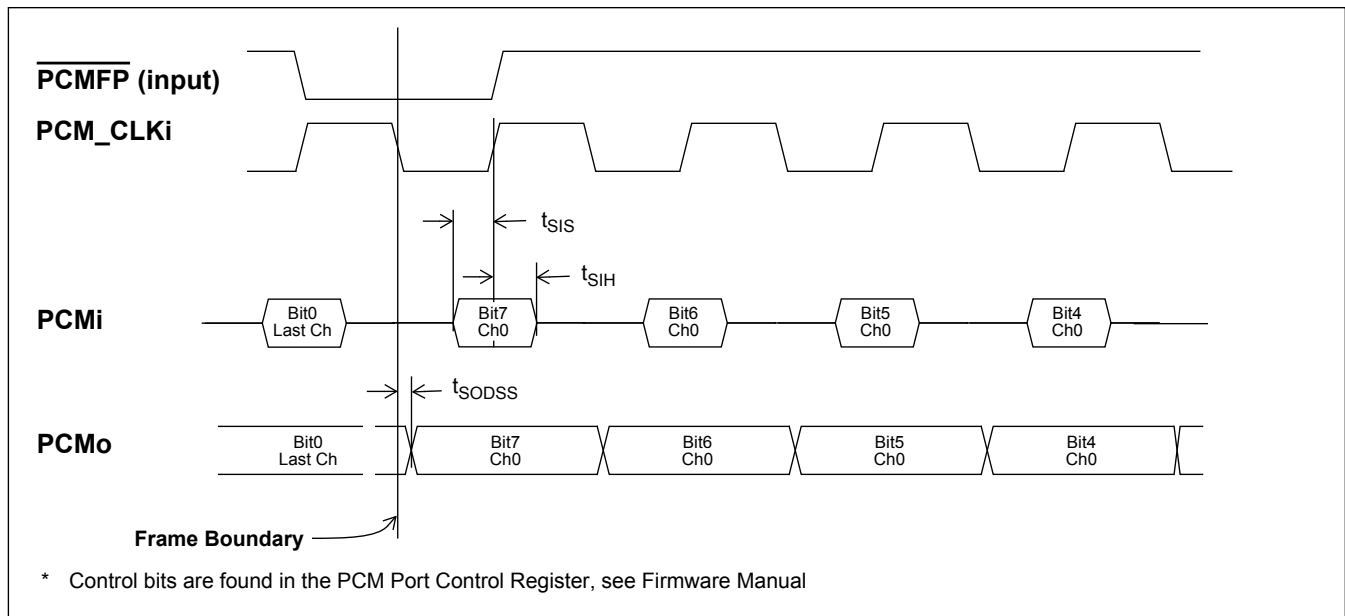 PCMFP (input)
PCM_CLKi
tSIS
tSIH
PCMi
Bit0
Last Ch
Bit7
Ch0
Bit6
Ch0
Bit5
Ch0
Bit4
Ch0
tSODSS
PCMo
Bit0
Last Ch
Bit7
Ch0
Bit6
Ch0
Bit5
Ch0
Bit4
Ch0
Frame Boundary
* Control bits are found in the PCM Port Control Register, see Firmware Manual